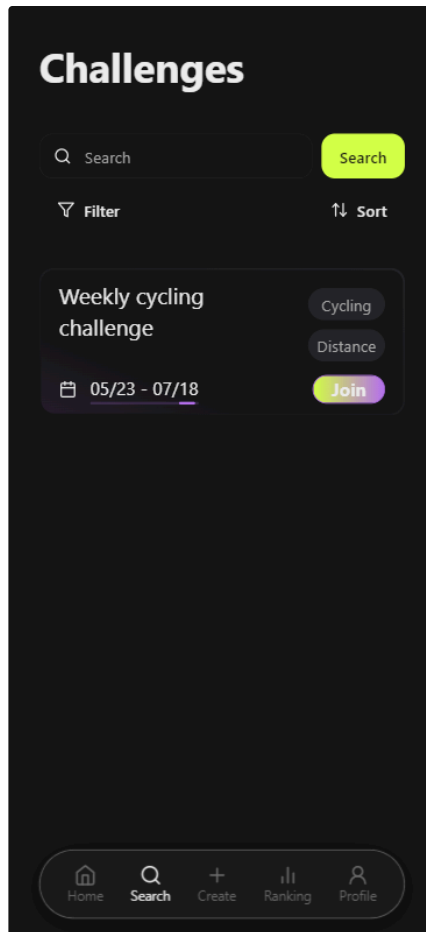 Challenges
Search
Search
Filter
Sort
Weekly cycling
challenge
Cycling
Distance
05/23 - 07/18
Join
Home
Search
Create
Ranking
Profile